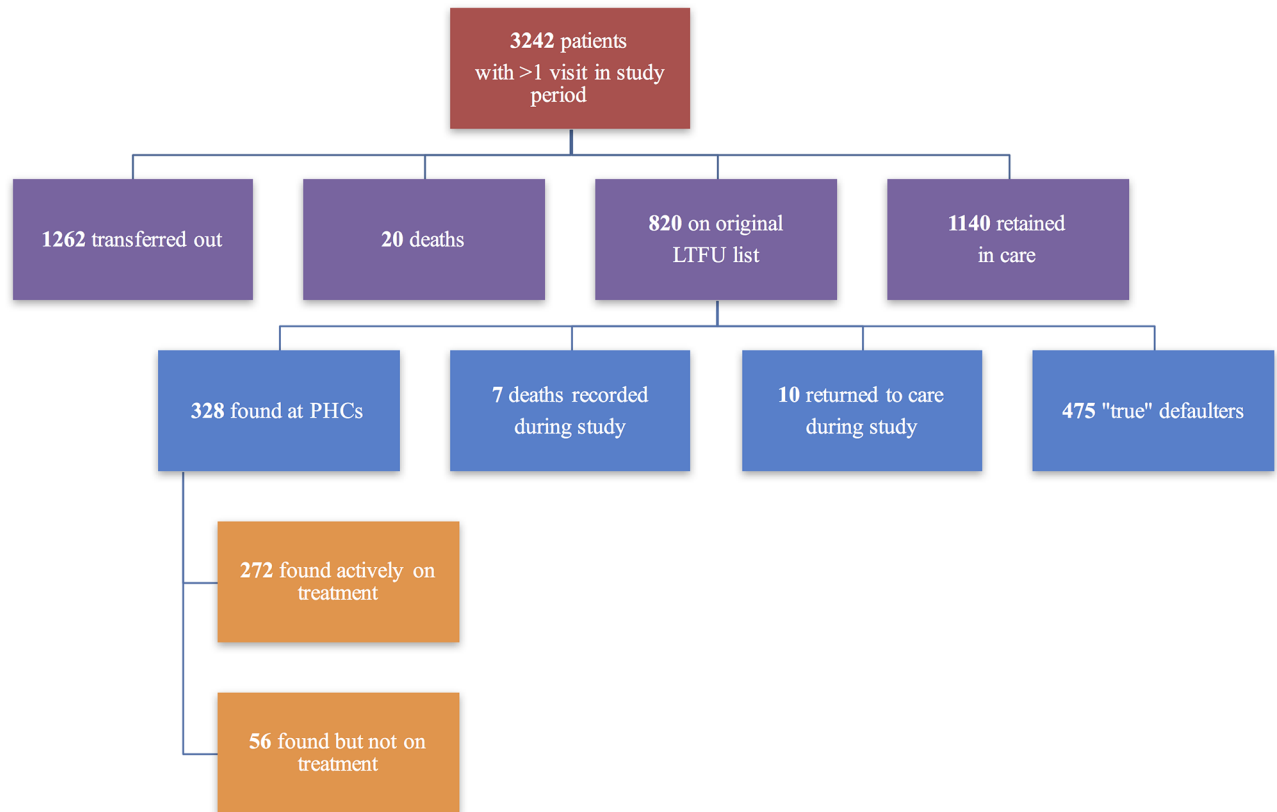 3242 patients
with >1 visit in study
period
1262 transferred out
20 deaths
820 on original
LTFU list
1140 retained
in care
328 found at PHCs
7 deaths recorded
during study
10 returned to care
during study
475 "true" defaulters
272 found actively on
treatment
56 found but not on
treatment